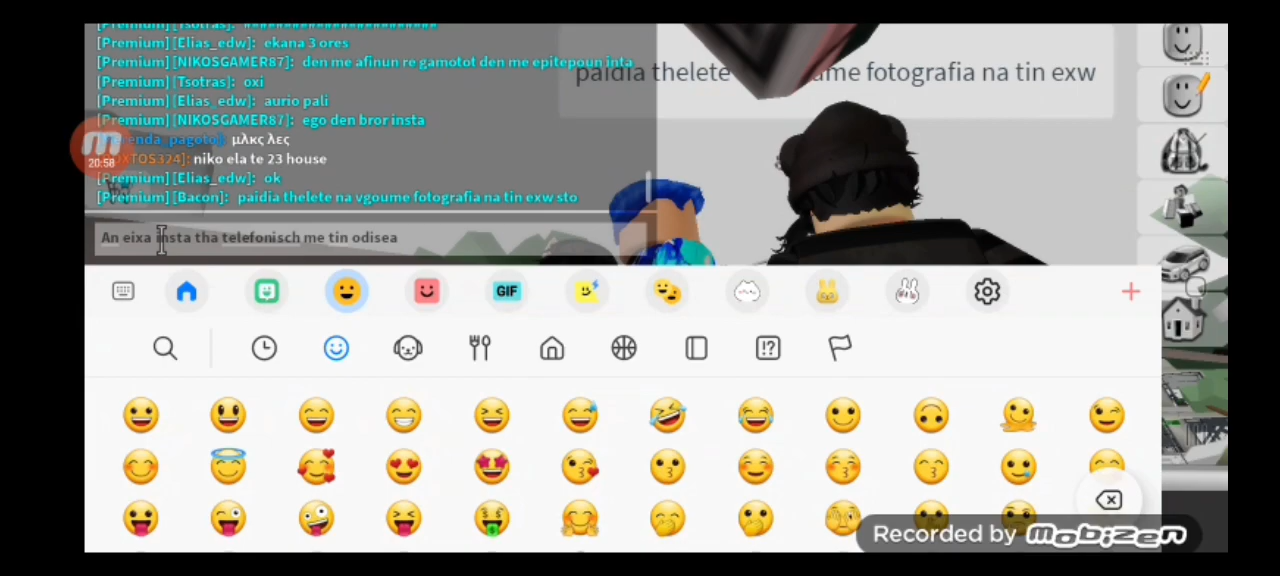 [Premium] [Tsotras]:
[Premium] [Elias_edw]: ekana 3 ores
[Premium] [NIKOSGAMER87]: den me afinun re gamotot den me epitepoun inta
[Premium] [Tsotras]: oxi
[Premium] [Elias_edw]: aurio pali
[Premium] [NIKOSGAMER87]: ego den bror insta
μλκς λες
niko ela te 23 house
[Premium] [Elias_edw]: ok
[Premium] [Bacon]: paidia thelete na vgoume fotografia na tin exw sto
paidia thelete fotografia na tin exw
20:58
An eixa insta tha telefonisch me tin odisea
GIF
Recorded by mobizen